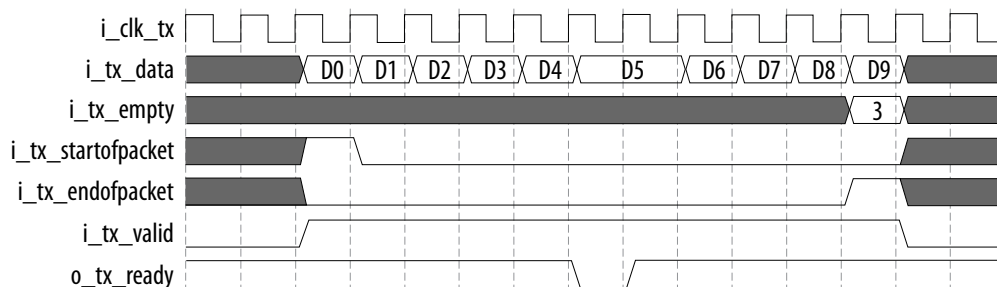 i_clk_tx
i_tx_data D0 D1 D2 D3 D4 D5 D6 D7 D8 D9
i_tx_empty 3
i_tx_startofpacket
i_tx_endofpacket
i_tx_valid
o_tx_ready